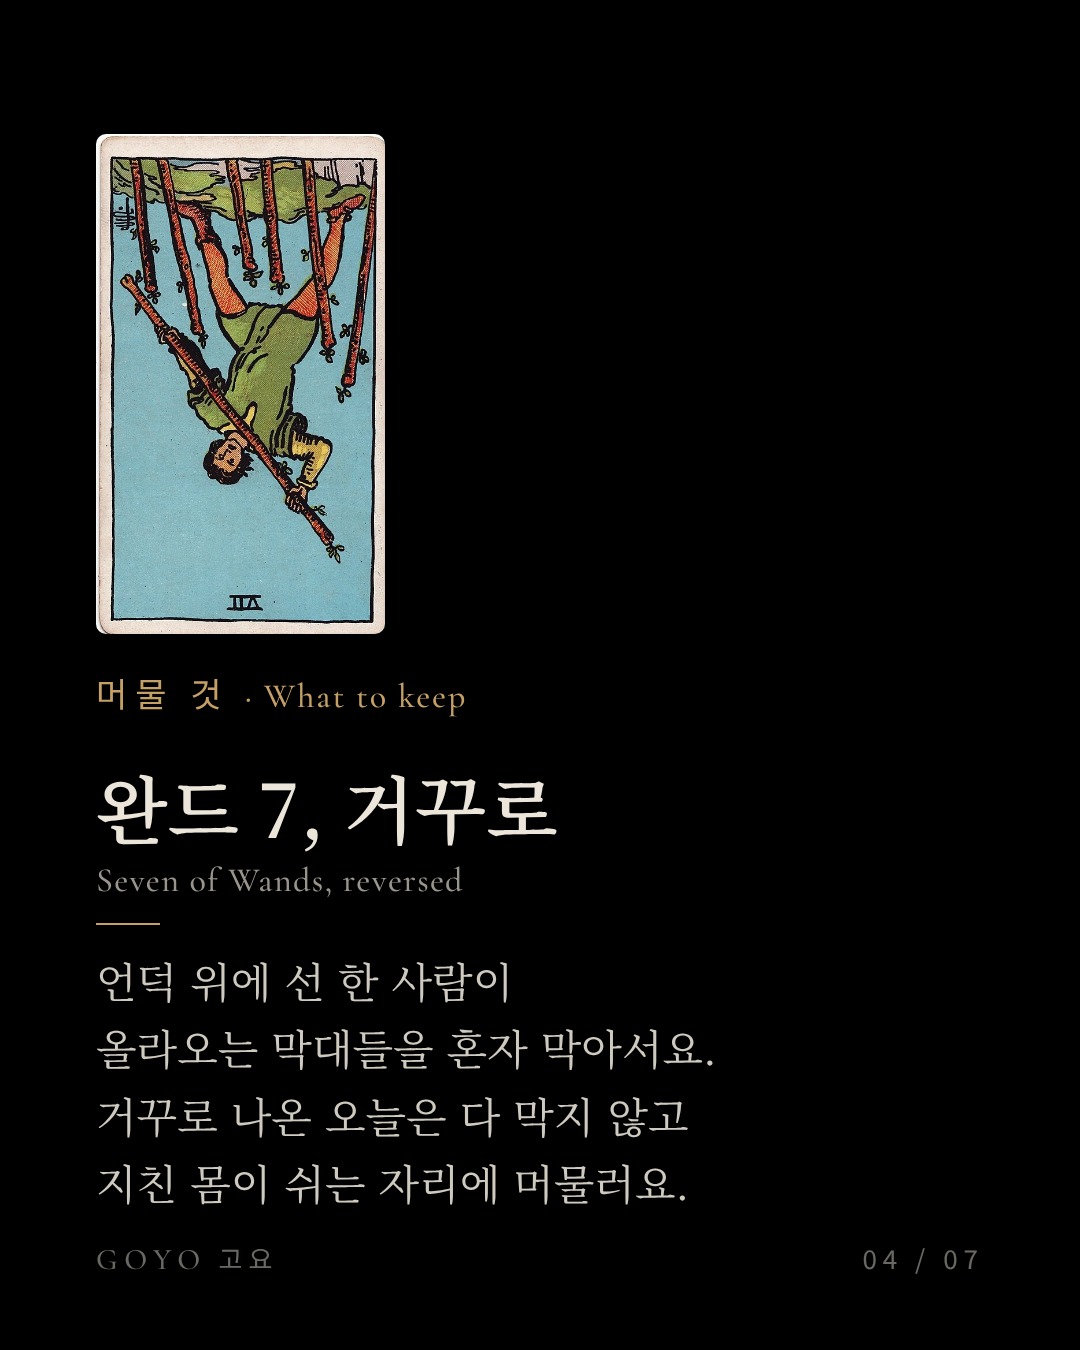 VII
머물 것 · What to keep
완드 7, 거꾸로
Seven of Wands, reversed
언덕 위에 선 한 사람이
올라오는 막대들을 혼자 막아서요.
거꾸로 나온 오늘은 다 막지 않고
지친 몸이 쉬는 자리에 머물러요.
GOYO 고요
04 / 07